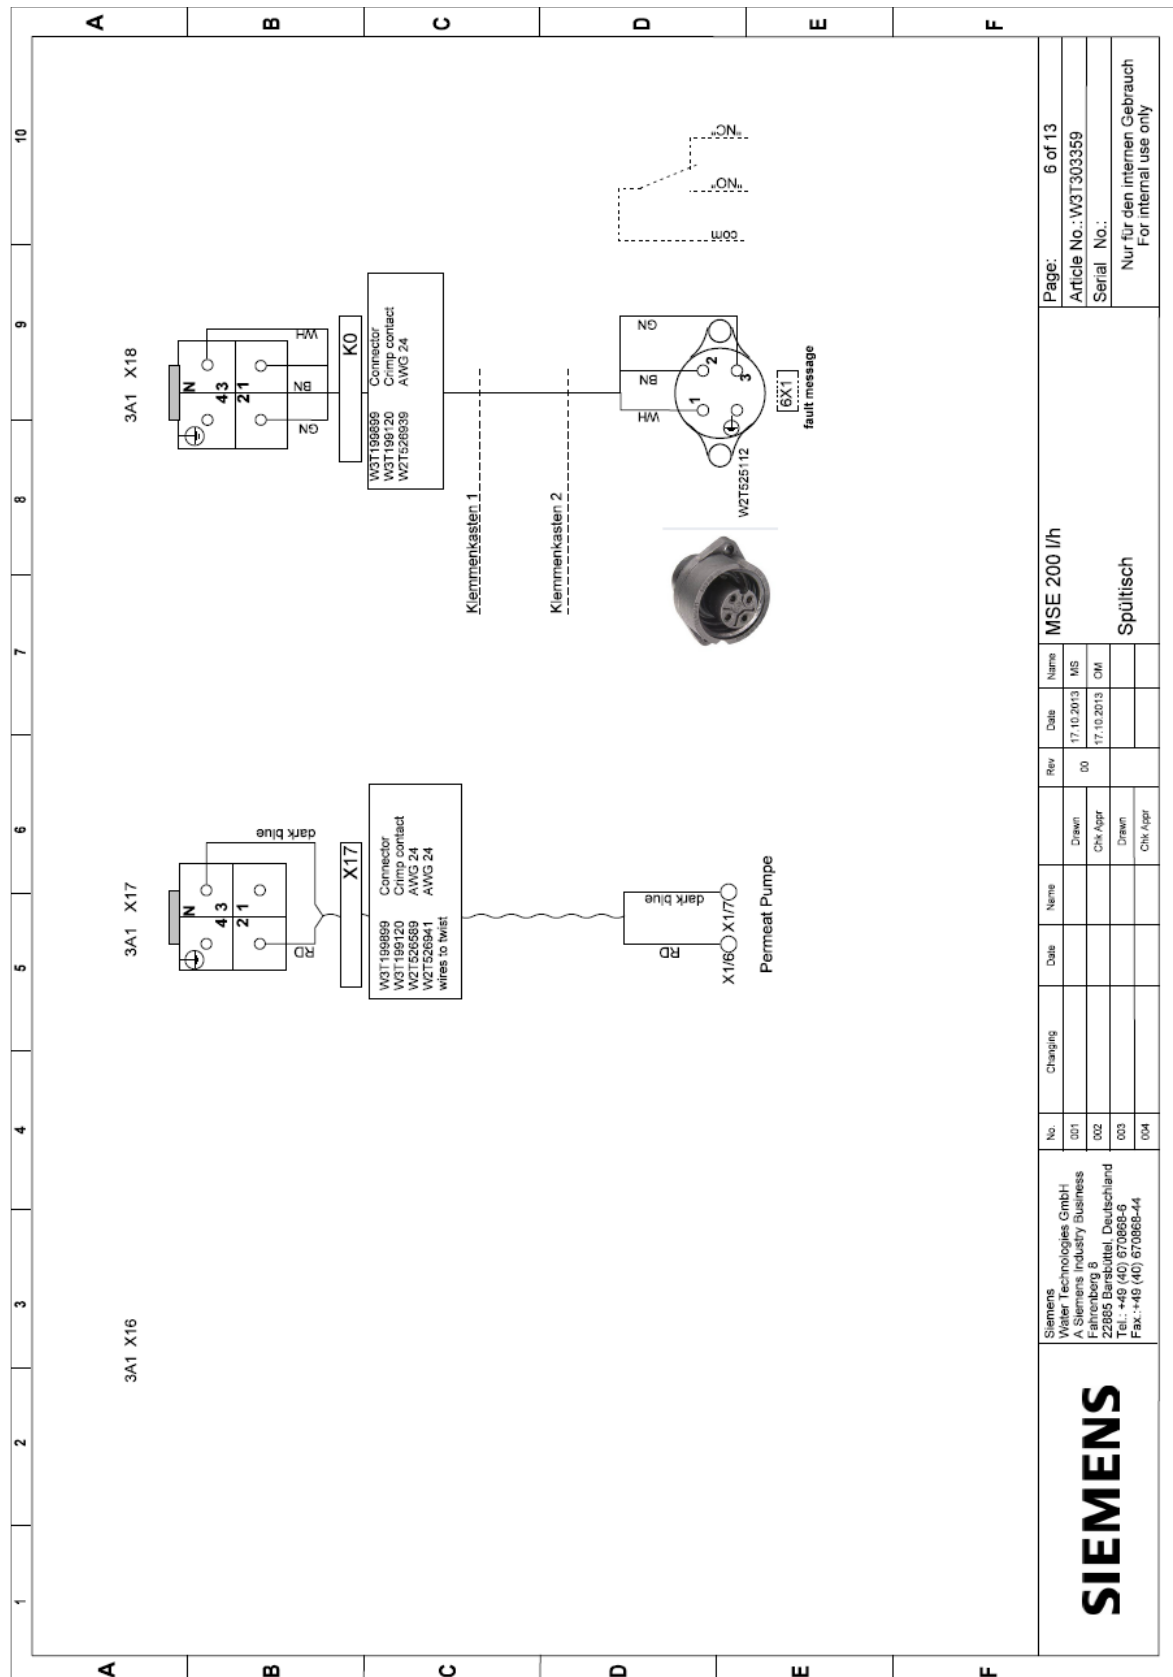 1 2 3 4 5 6 7 8 9 10
A
B
C
D
E
F
A
B
C
D
E
F
3A1 X16
3A1 X17
N
4 3
2 1
RD
dark blue
X17
W3T199899 Connector
W3T199120 Crimp contact
W2T526589 AWG 24
W2T526941 AWG 24
wires to twist
RD
dark blue
X1/6 X1/7
Permeat Pumpe
3A1 X18
N
4 3
2 1
GN
BN
WH
K0
W3T199899 Connector
W3T199120 Crimp contact
W2T526939 AWG 24
Klemmenkasten 1
Klemmenkasten 2
WH
BN
GN
1
2
3
W2T525112
6X1
fault message
com
"NO"
"NC"
SIEMENS
Siemens
Water Technologies GmbH
A Siemens Industry Business
Fahrenberg 8
22885 Barsbüttel, Deutschland
Tel.: +49 (40) 670868-6
Fax.:+49 (40) 670868-44
No. Changing Date Name Rev Date Name
001 Drawn 00 17.10.2013 MS
002 Chk Appr 17.10.2013 OM
003 Drawn
004 Chk Appr
MSE 200 l/h
Spültisch
Page: 6 of 13
Article No.: W3T303359
Serial No.:
Nur für den internen Gebrauch
For internal use only